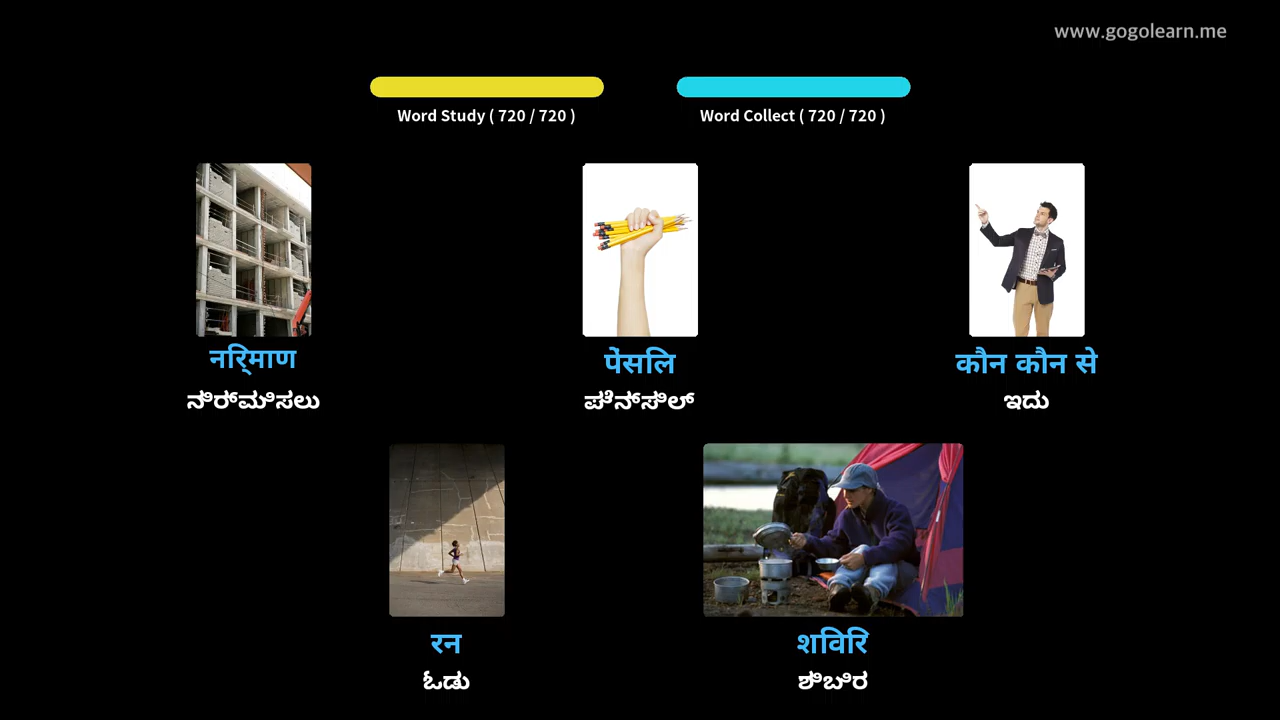 www.gogolearn.me
Word Study ( 720 / 720 )
Word Collect ( 720 / 720 )
नरि्माण
पेंसलि
कौन कौन से
ನಿರ್‌ಮಿಸಲು
ಪೆನ್‌ಸಿಲ್
ಇದು
रन
शविरि
ಓಡು
ಶಿಬಿರ